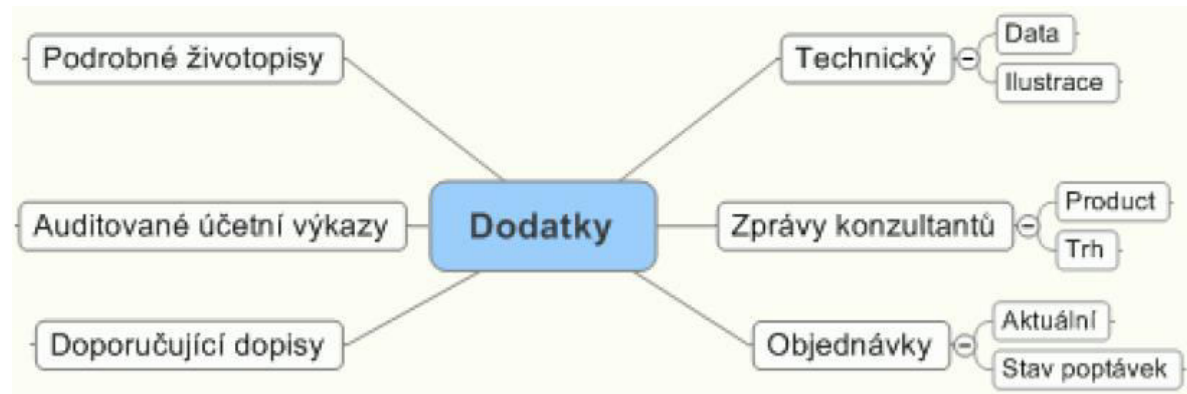 Podrobné životopisy
Auditované účetní výkazy
Doporučující dopisy
Dodatky
Technický
Data
Ilustrace
Zprávy konzultantů
Product
Trh
Objednávky
Aktuální
Stav poptávek